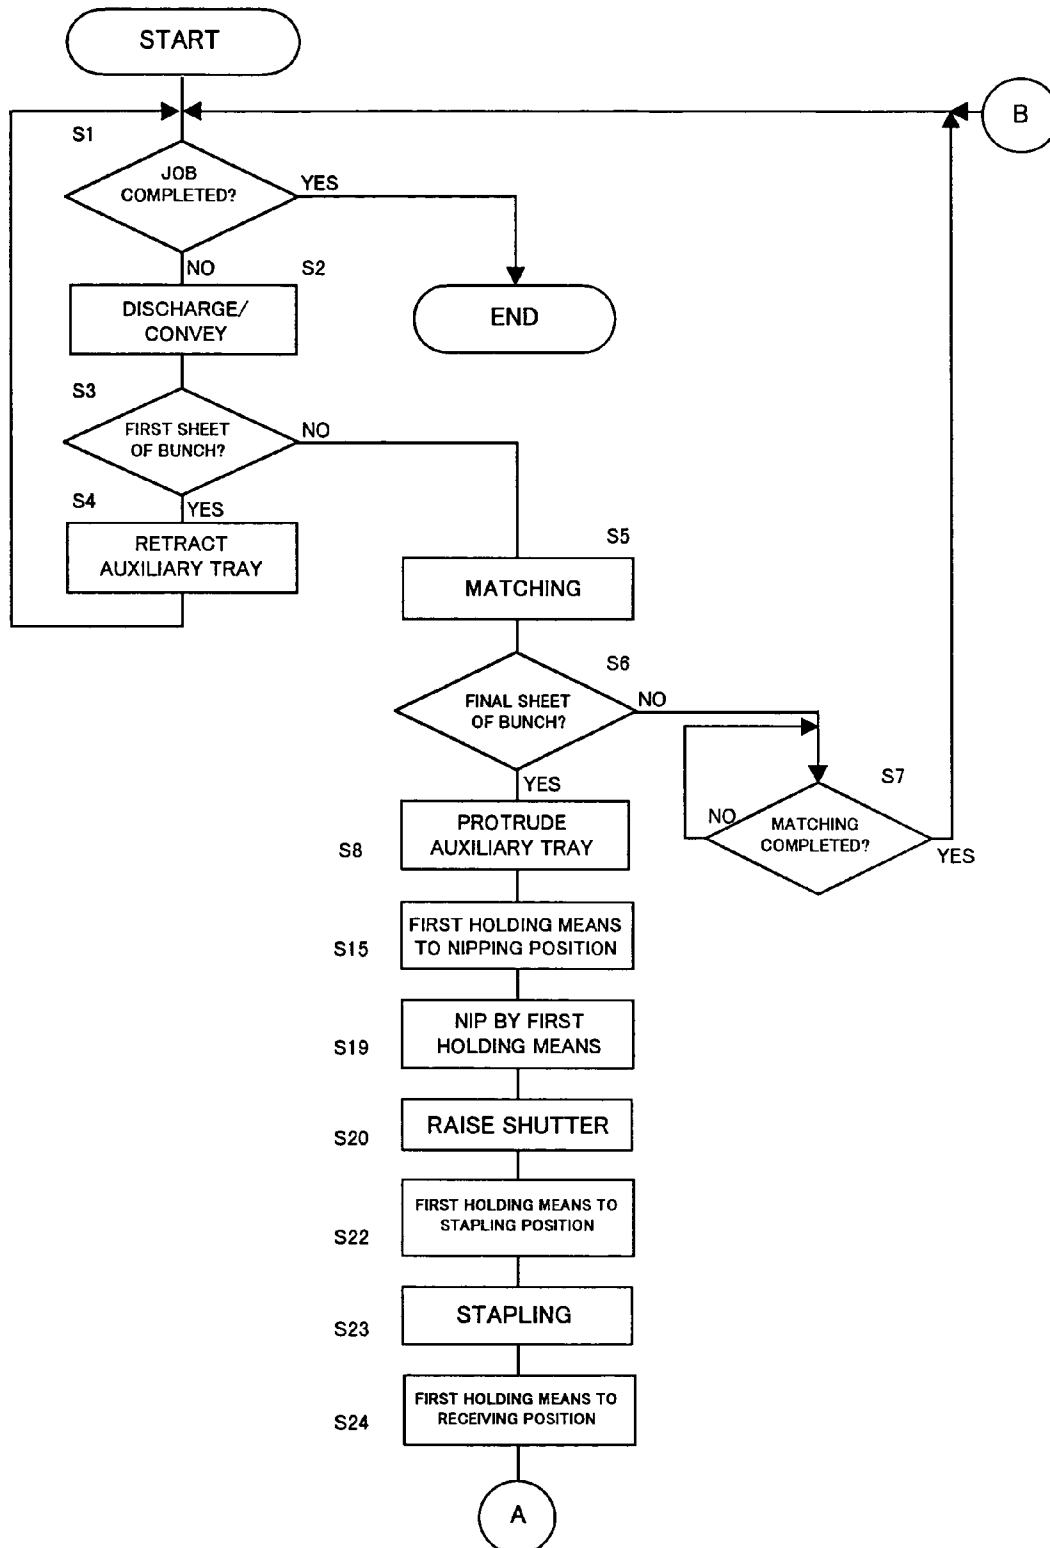 START
B
S1
JOB
COMPLETED?
YES
NO
S2
DISCHARGE/
CONVEY
END
S3
FIRST SHEET
OF BUNCH?
NO
S4
YES
RETRACT
AUXILIARY TRAY
S5
MATCHING
S6
FINAL SHEET
OF BUNCH?
NO
YES
S7
NO
MATCHING
COMPLETED?
YES
PROTRUDE
AUXILIARY TRAY
S8
FIRST HOLDING MEANS
TO NIPPING POSITION
S15
NIP BY FIRST
HOLDING MEANS
S19
RAISE SHUTTER
S20
FIRST HOLDING MEANS TO
STAPLING POSITION
S22
STAPLING
S23
FIRST HOLDING MEANS TO
RECEIVING POSITION
S24
A